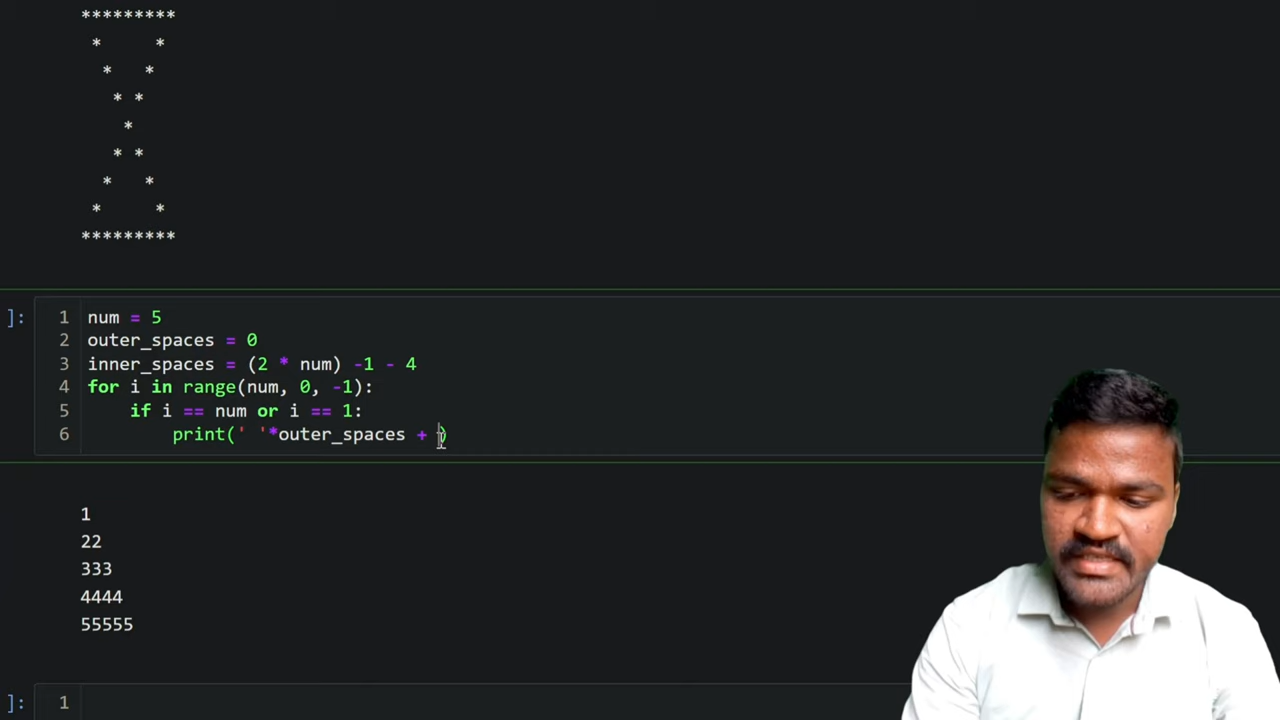 *********
 *     *
  *   *
   * *
    *
   * *
  *   *
 *     *
*********
]:
1 num = 5
2 outer_spaces = 0
3 inner_spaces = (2 * num) -1 - 4
4 for i in range(num, 0, -1):
5     if i == num or i == 1:
6         print(' '*outer_spaces + )
1
22
333
4444
55555
]: 1